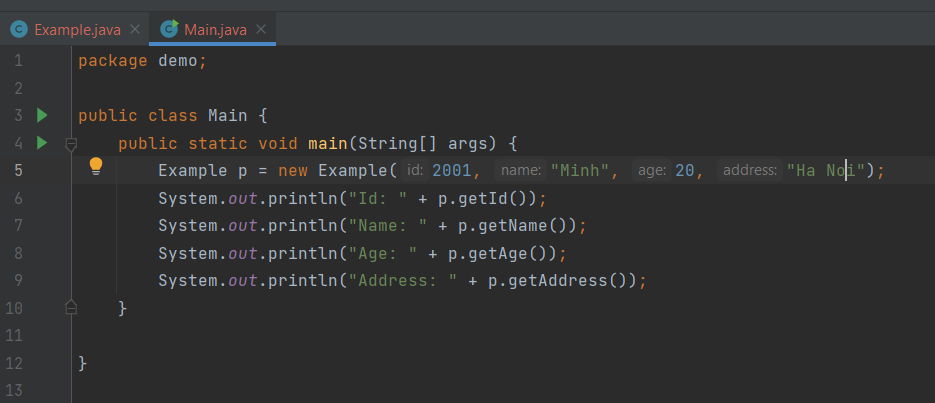 Example.java Main.java
1 package demo;
2
3 public class Main {
4 public static void main(String[] args) {
5 Example p = new Example( id: 2001, name: "Minh", age: 20, address: "Ha Noi");
6 System.out.println("Id: " + p.getId());
7 System.out.println("Name: " + p.getName());
8 System.out.println("Age: " + p.getAge());
9 System.out.println("Address: " + p.getAddress());
10 }
11
12 }
13